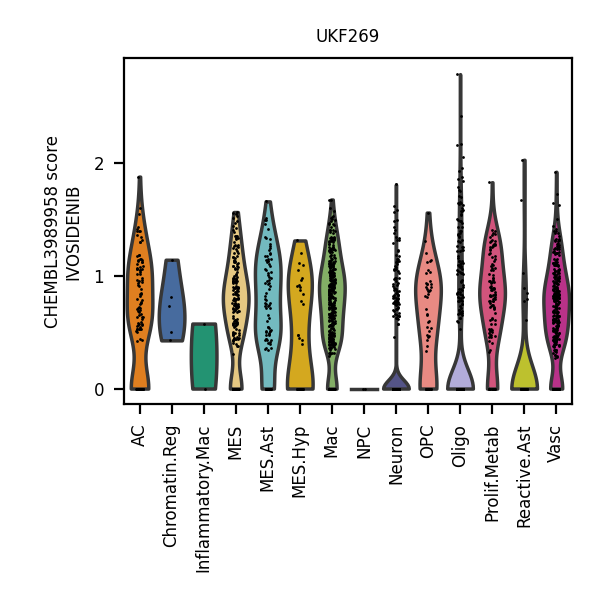 UKF269
CHEMBL3989958 score
IVOSIDENIB
2
1
0
AC
Chromatin.Reg
Inflammatory.Mac
MES
MES.Ast
MES.Hyp
Mac
NPC
Neuron
OPC
Oligo
Prolif.Metab
Reactive.Ast
Vasc